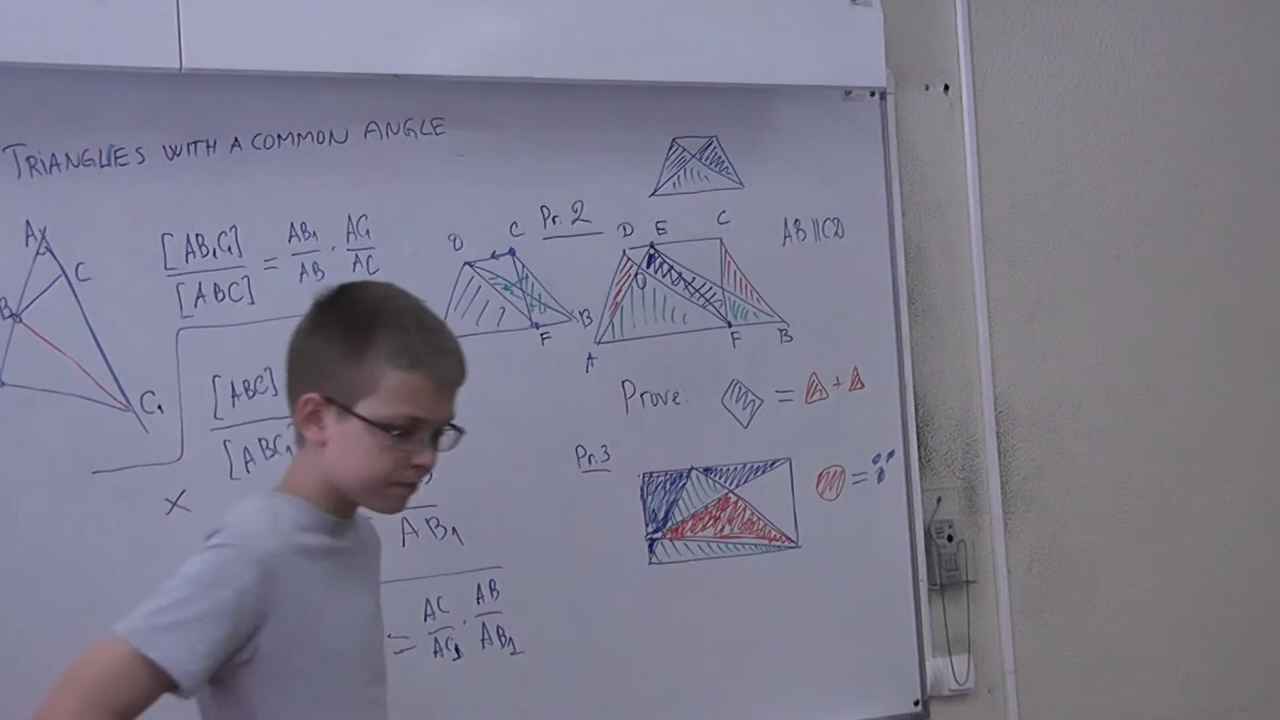 TRIANGLES WITH A COMMON ANGLE
A
C
B
C₁
[AB₁C₁] / [ABC] = AB₁/AB · AC₁/AC
[ABC]
[ABC₁
X
AB₁
= AC/AC₁ · AB/AB₁
Pr. 2
D C
B
F
D E C
O
A F B
AB || CD
Prove:
= +
Pr. 3
=